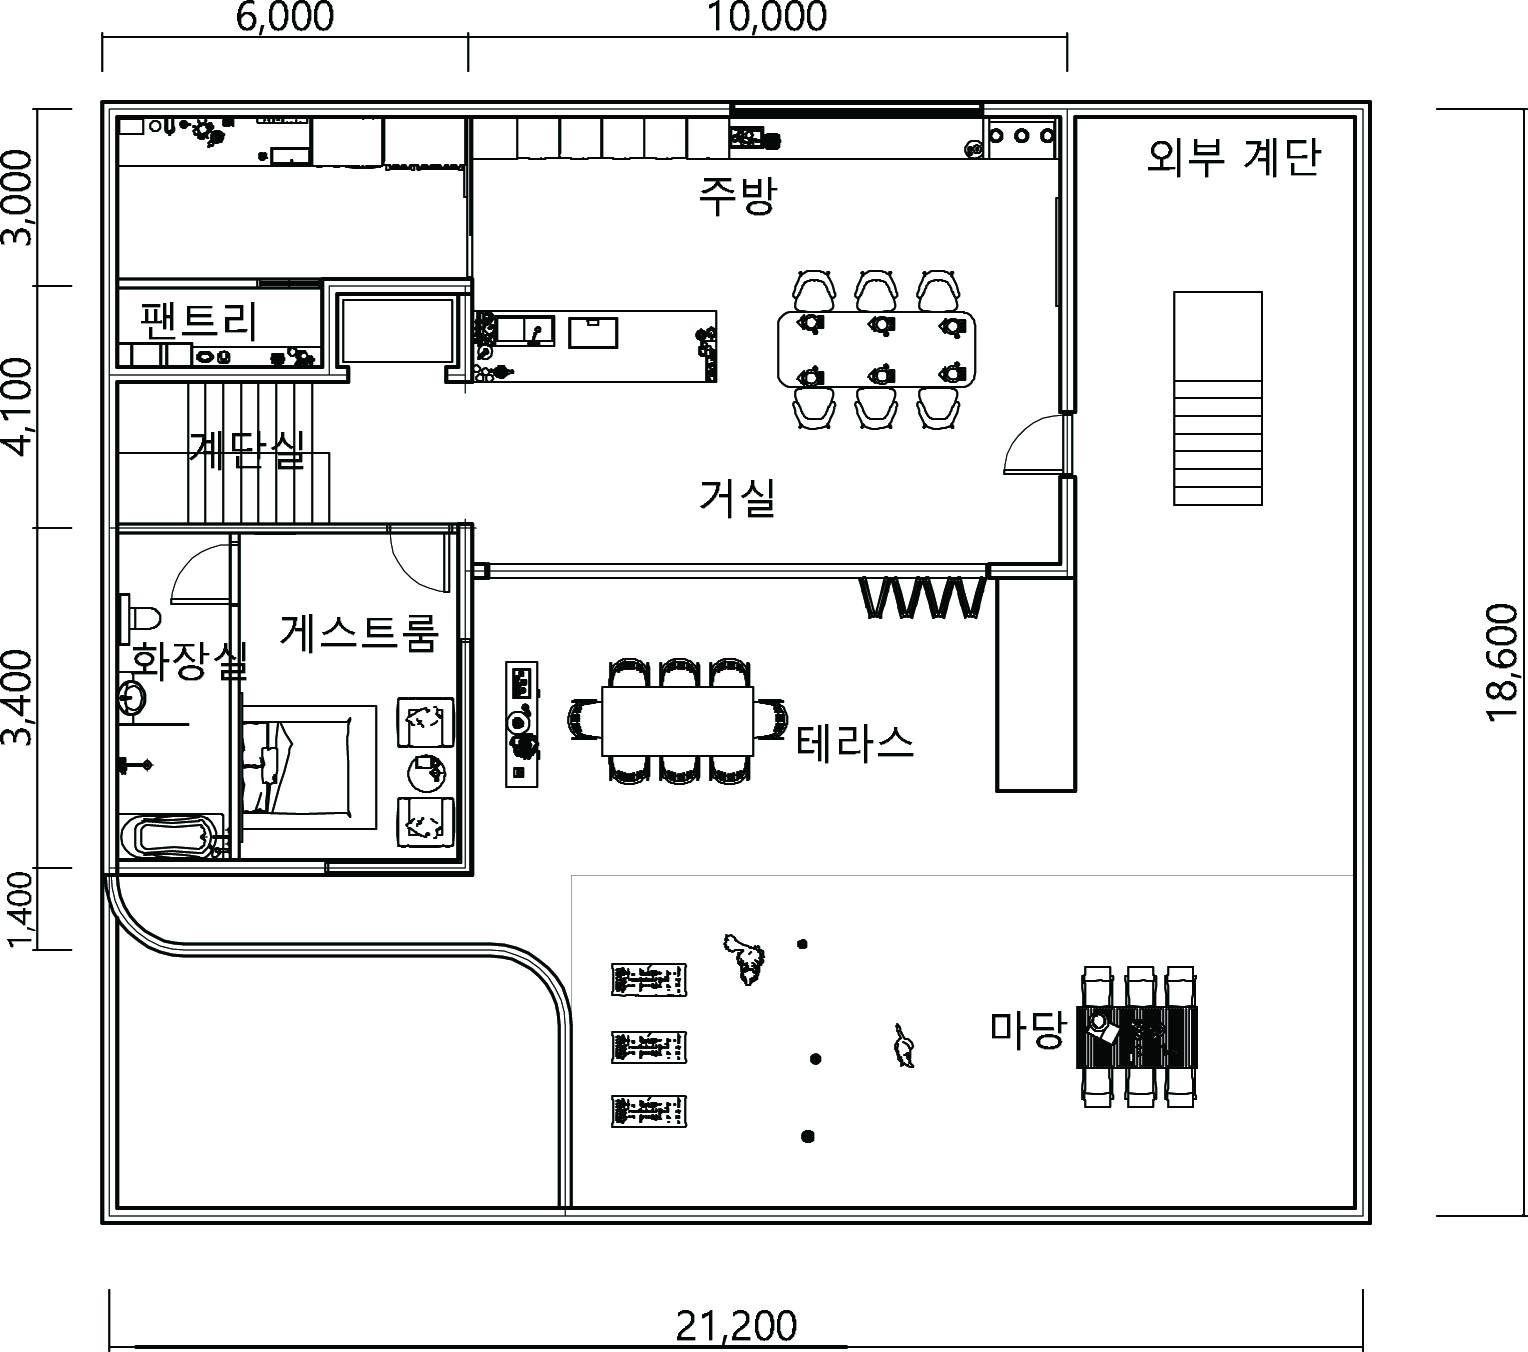 6,000
10,000
3,000
4,100
3,400
1,400
18,600
21,200
외부 계단
주방
팬트리
계단실
거실
게스트룸
화장실
테라스
마당